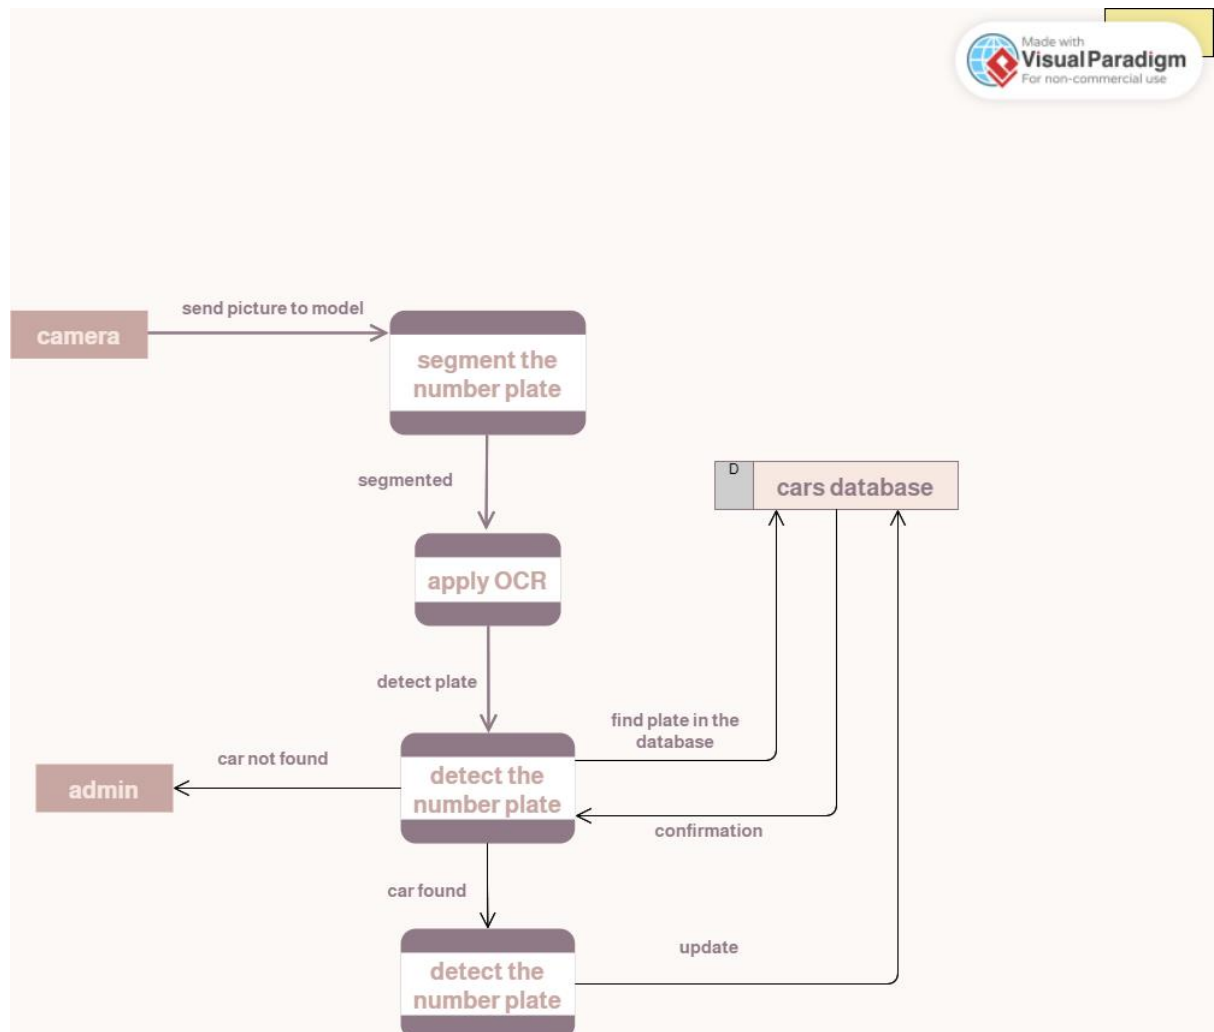 Made with
Visual Paradigm
For non-commercial use
send picture to model
camera
segment the
number plate
segmented
D
cars database
apply OCR
detect plate
find plate in the
database
car not found
detect the
number plate
admin
confirmation
car found
detect the
number plate
update